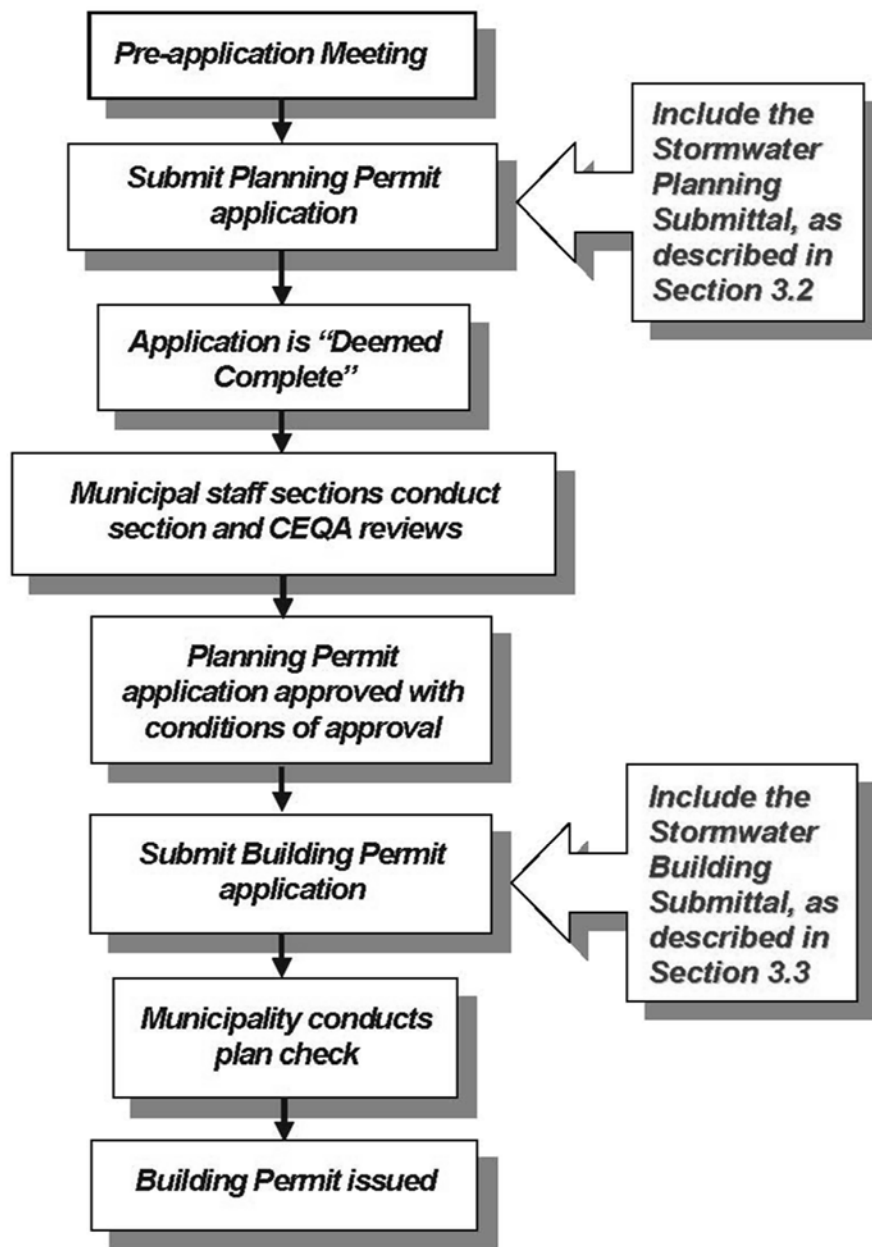 Pre-application Meeting
Submit Planning Permit
application
Include the
Stormwater
Planning
Submittal, as
described in
Section 3.2
Application is “Deemed
Complete”
Municipal staff sections conduct
section and CEQA reviews
Planning Permit
application approved with
conditions of approval
Submit Building Permit
application
Include the
Stormwater
Building
Submittal, as
described in
Section 3.3
Municipality conducts
plan check
Building Permit issued